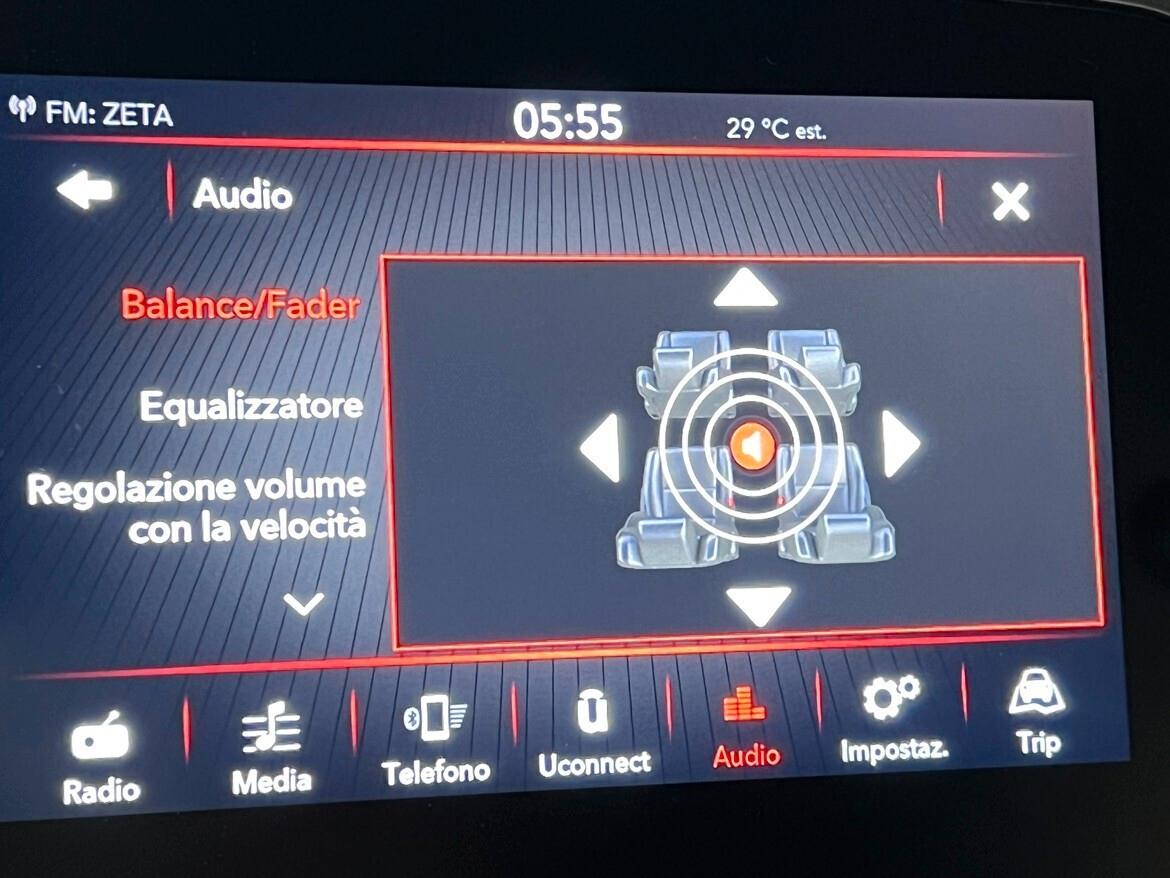 FM: ZETA
05:55
29 °C est.
Audio
Balance/Fader
Equalizzatore
Regolazione volume
con la velocità
Radio
Media
Telefono
Uconnect
Audio
Impostaz.
Trip